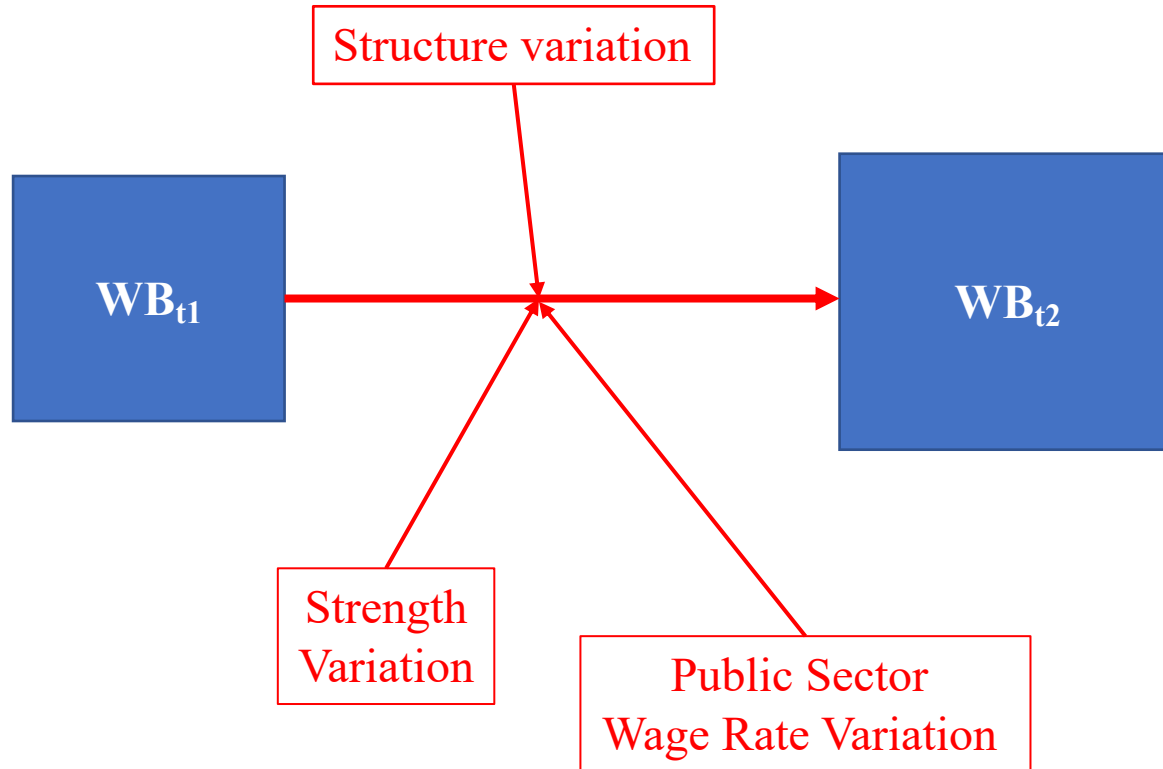 Structure variation
WBt1
WBt2
Strength
Variation
Public Sector
Wage Rate Variation